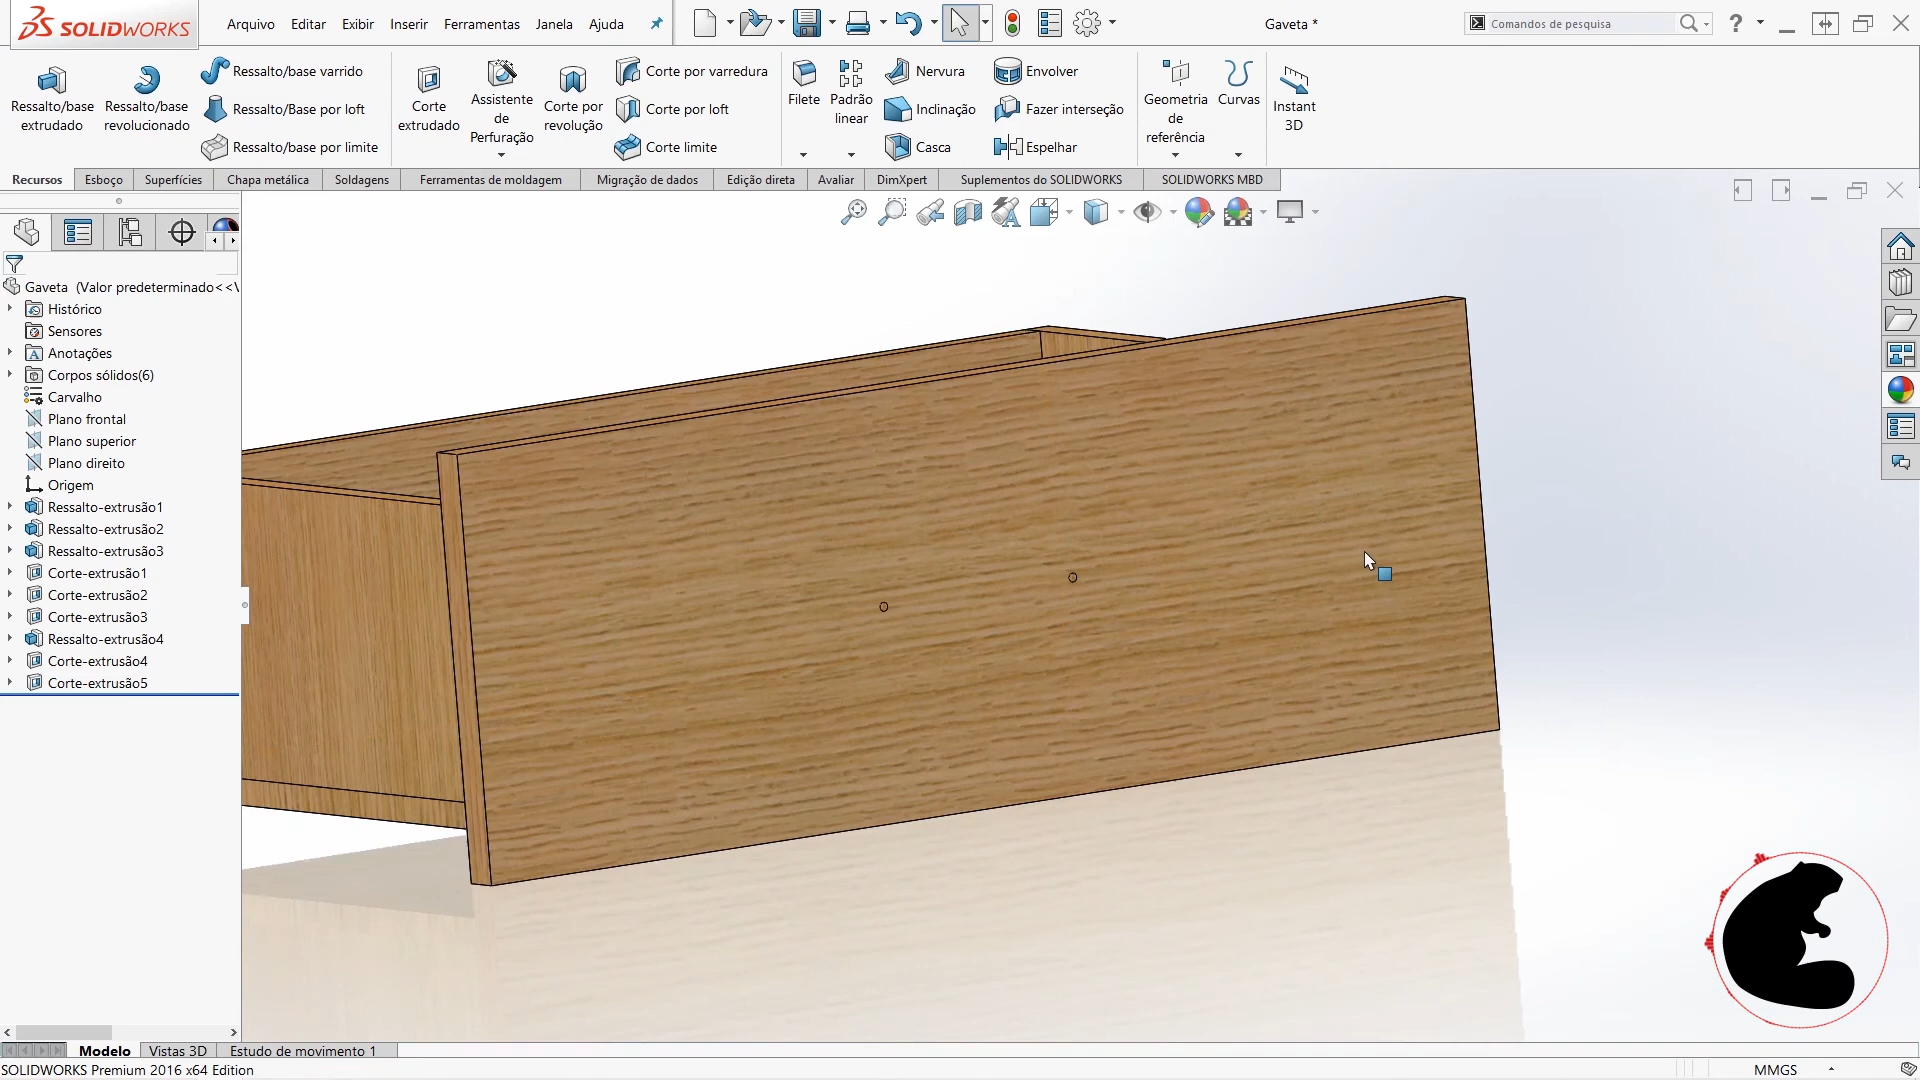 SOLIDWORKS
Arquivo Editar Exibir Inserir Ferramentas Janela Ajuda
Gaveta *
Comandos de pesquisa
?
Ressalto/base extrudado
Ressalto/base revolucionado
Ressalto/base varrido
Ressalto/Base por loft
Ressalto/base por limite
Corte extrudado
Assistente de Perfuração
Corte por revolução
Corte por varredura
Corte por loft
Corte limite
Filete
Padrão linear
Nervura
Inclinação
Casca
Envolver
Fazer interseção
Espelhar
Geometria de referência
Curvas
Instant 3D
Recursos Esboço Superfícies Chapa metálica Soldagens Ferramentas de moldagem Migração de dados Edição direta Avaliar DimXpert Suplementos do SOLIDWORKS SOLIDWORKS MBD
Gaveta (Valor predeterminado<<\
Histórico
Sensores
Anotações
Corpos sólidos(6)
Carvalho
Plano frontal
Plano superior
Plano direito
Origem
Ressalto-extrusão1
Ressalto-extrusão2
Ressalto-extrusão3
Corte-extrusão1
Corte-extrusão2
Corte-extrusão3
Ressalto-extrusão4
Corte-extrusão4
Corte-extrusão5
Modelo Vistas 3D Estudo de movimento 1
SOLIDWORKS Premium 2016 x64 Edition
MMGS